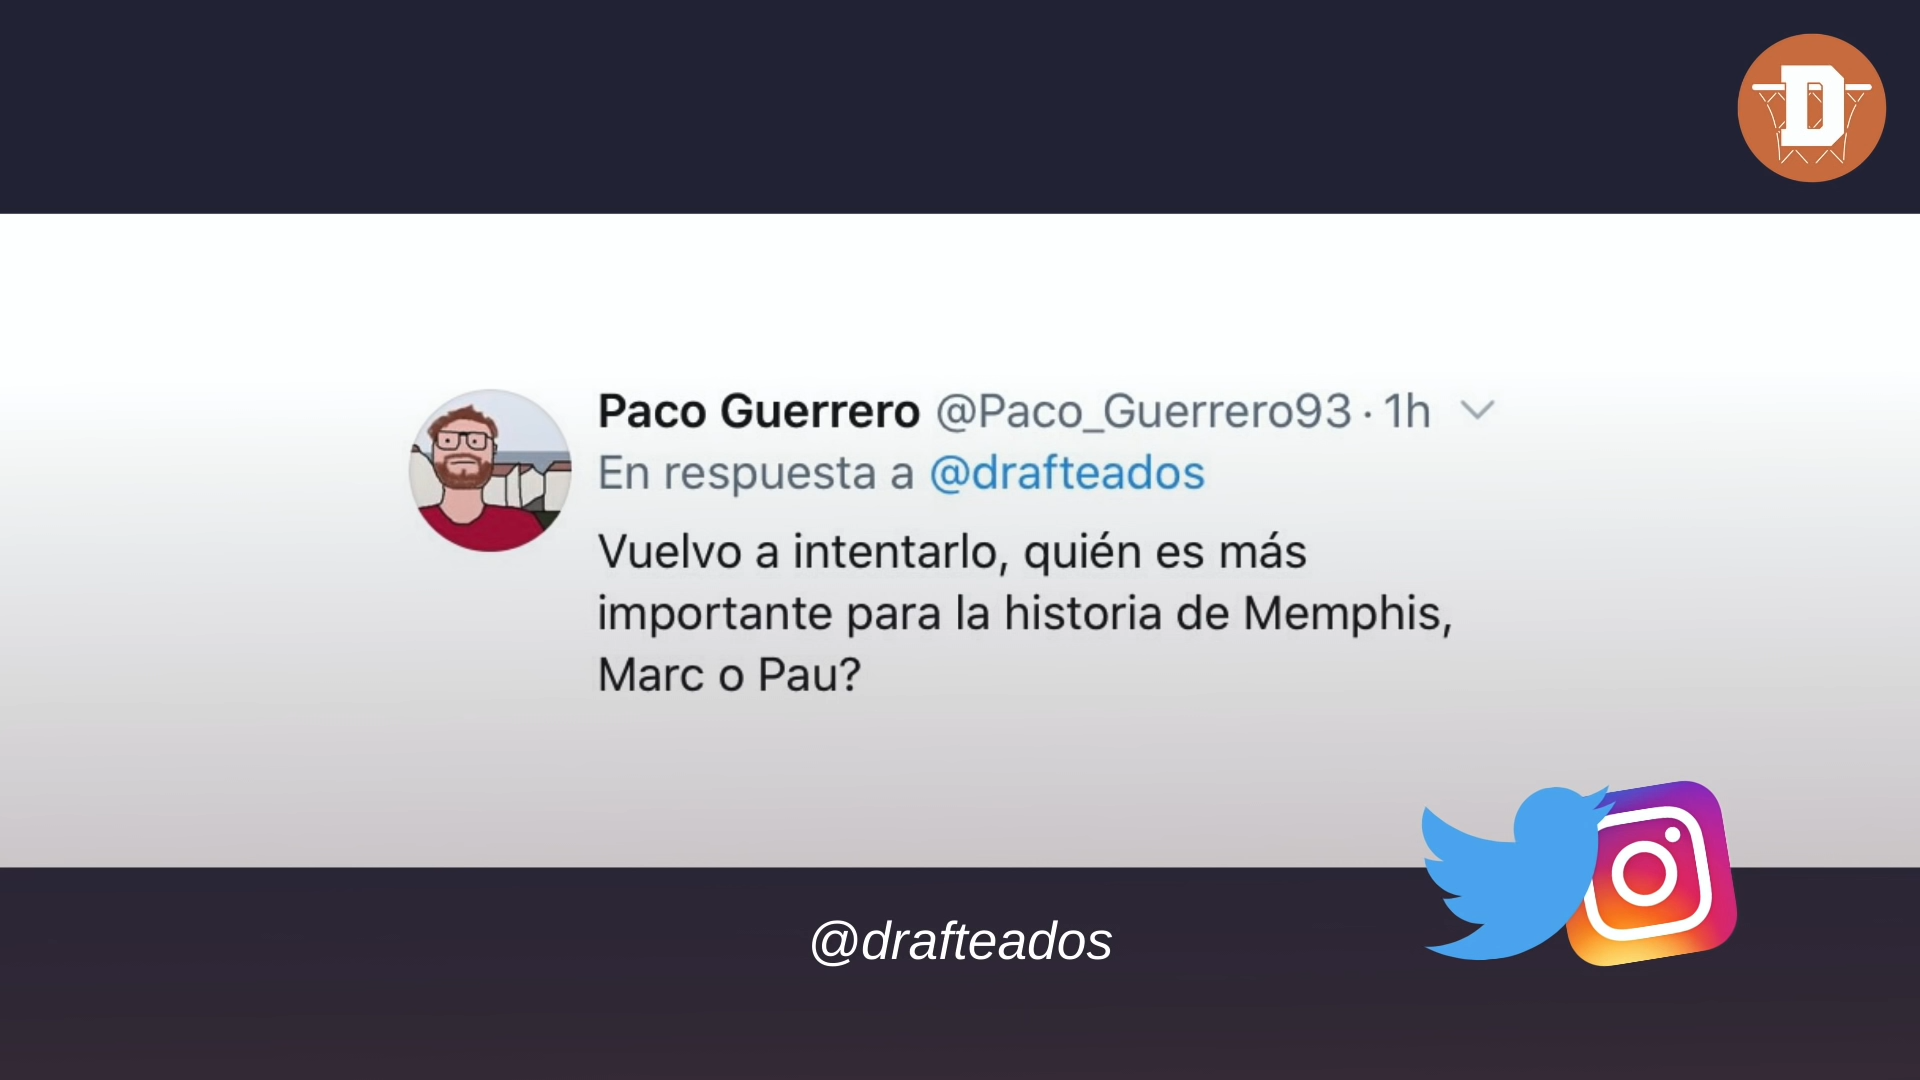 D
Paco Guerrero @Paco_Guerrero93 · 1h
En respuesta a @drafteados
Vuelvo a intentarlo, quién es más
importante para la historia de Memphis,
Marc o Pau?
@drafteados